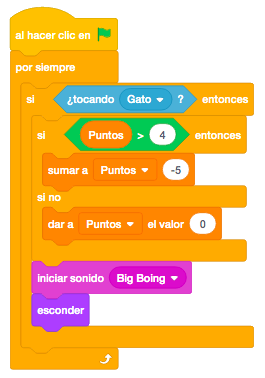 al hacer clic en
por siempre
si ¿tocando Gato ? entonces
si Puntos > 4 entonces
sumar a Puntos -5
si no
dar a Puntos el valor 0
iniciar sonido Big Boing
esconder